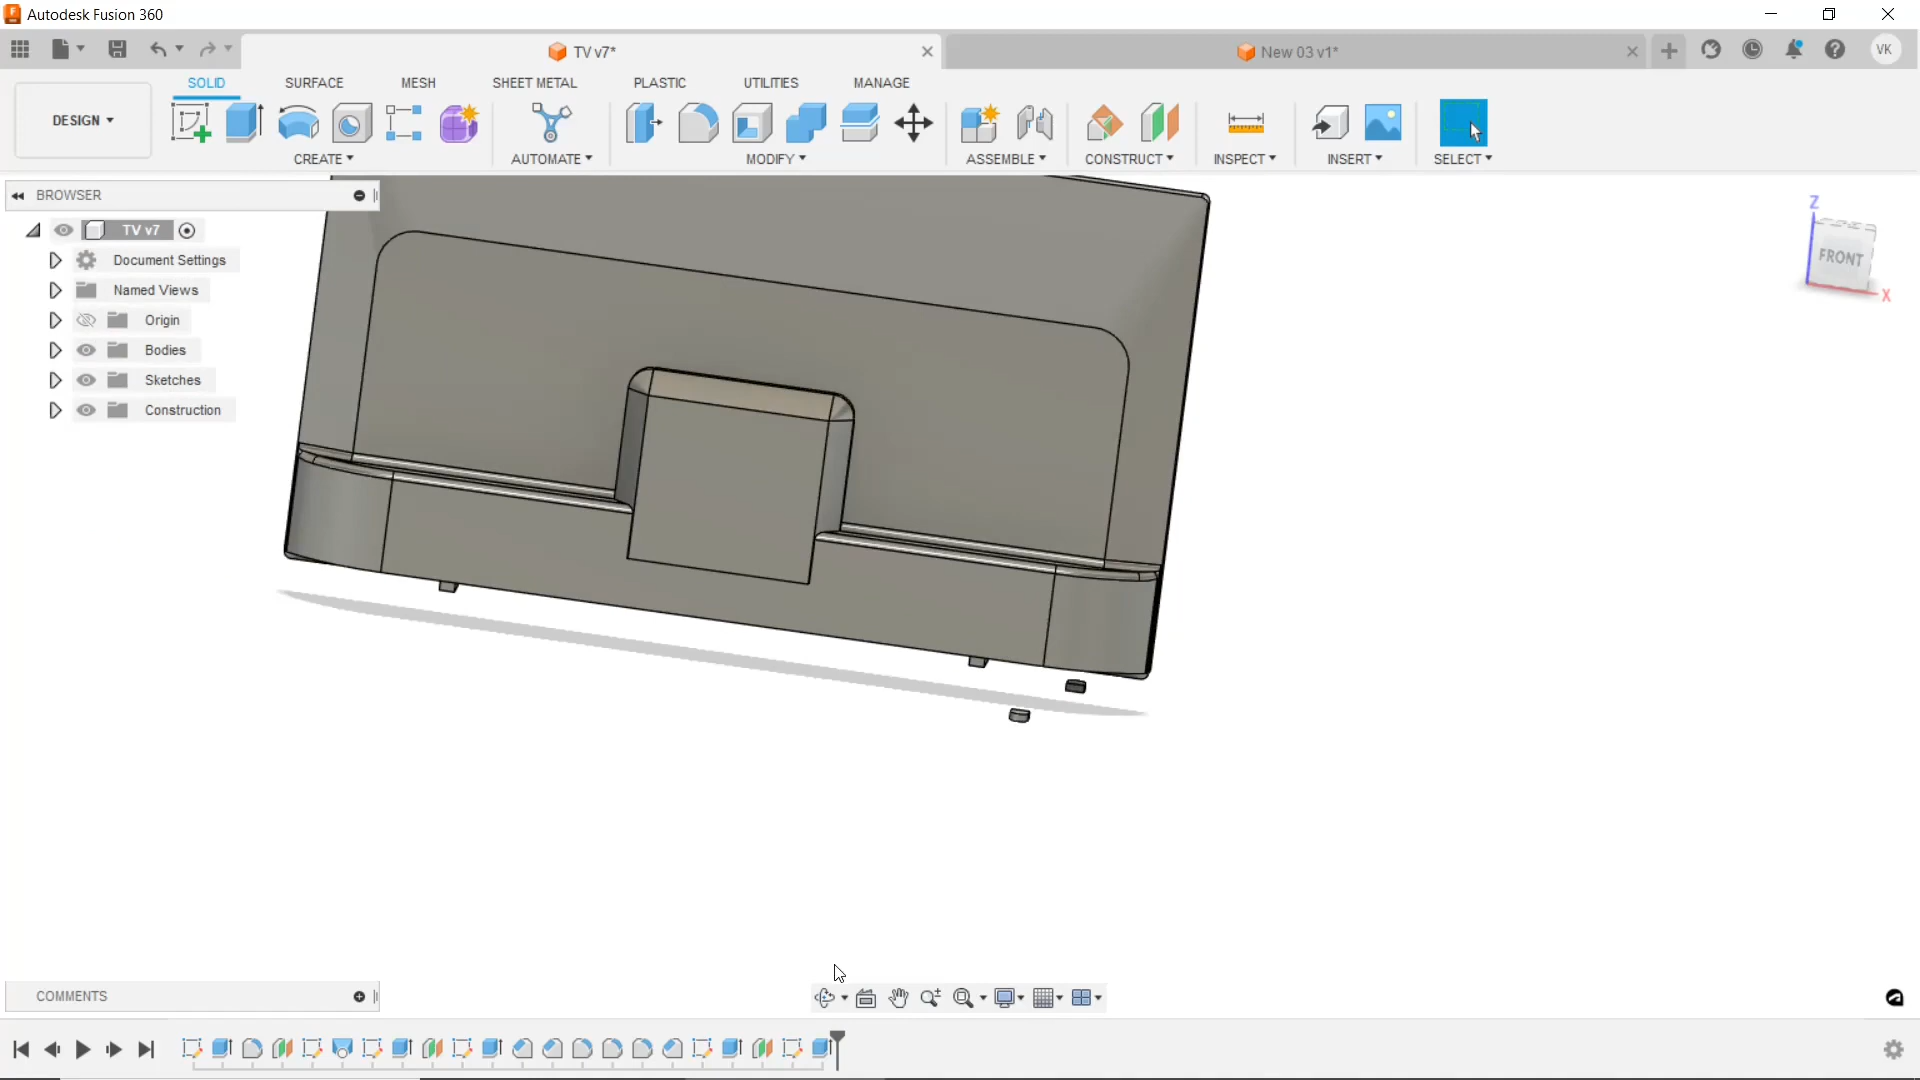 Autodesk Fusion 360
TV v7*
New 03 v1*
VK
SOLID
SURFACE
MESH
SHEET METAL
PLASTIC
UTILITIES
MANAGE
DESIGN
CREATE
AUTOMATE
MODIFY
ASSEMBLE
CONSTRUCT
INSPECT
INSERT
SELECT
BROWSER
TV v7
Document Settings
Named Views
Origin
Bodies
Sketches
Construction
Z
FRONT
X
COMMENTS